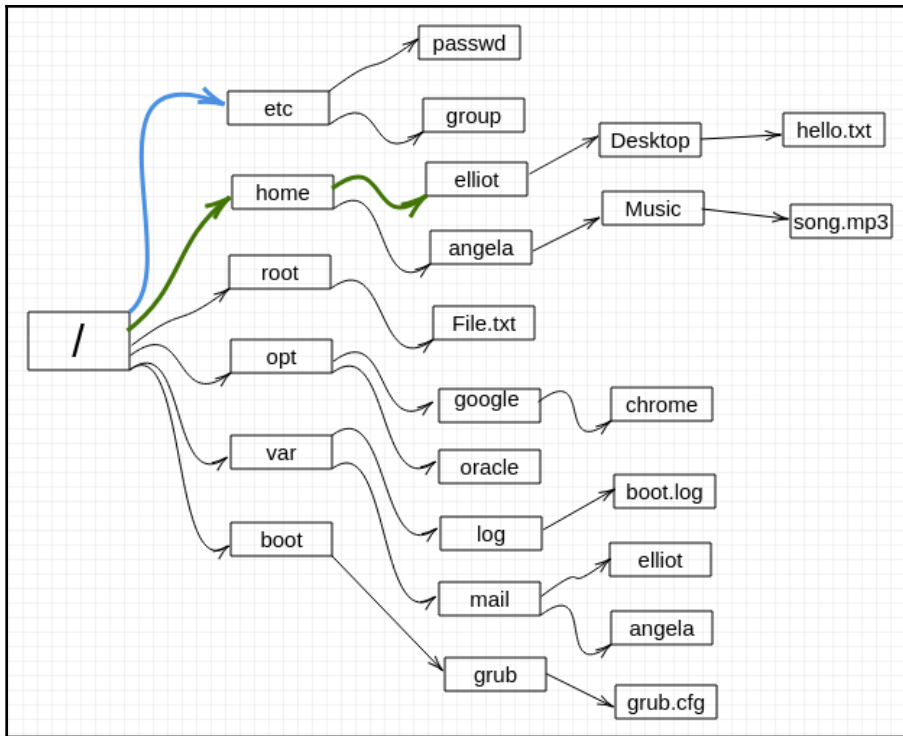 passwd
etc
group
Desktop
hello.txt
elliot
home
Music
song.mp3
angela
root
File.txt
/
opt
google
chrome
var
oracle
boot.log
log
boot
elliot
mail
angela
grub
grub.cfg